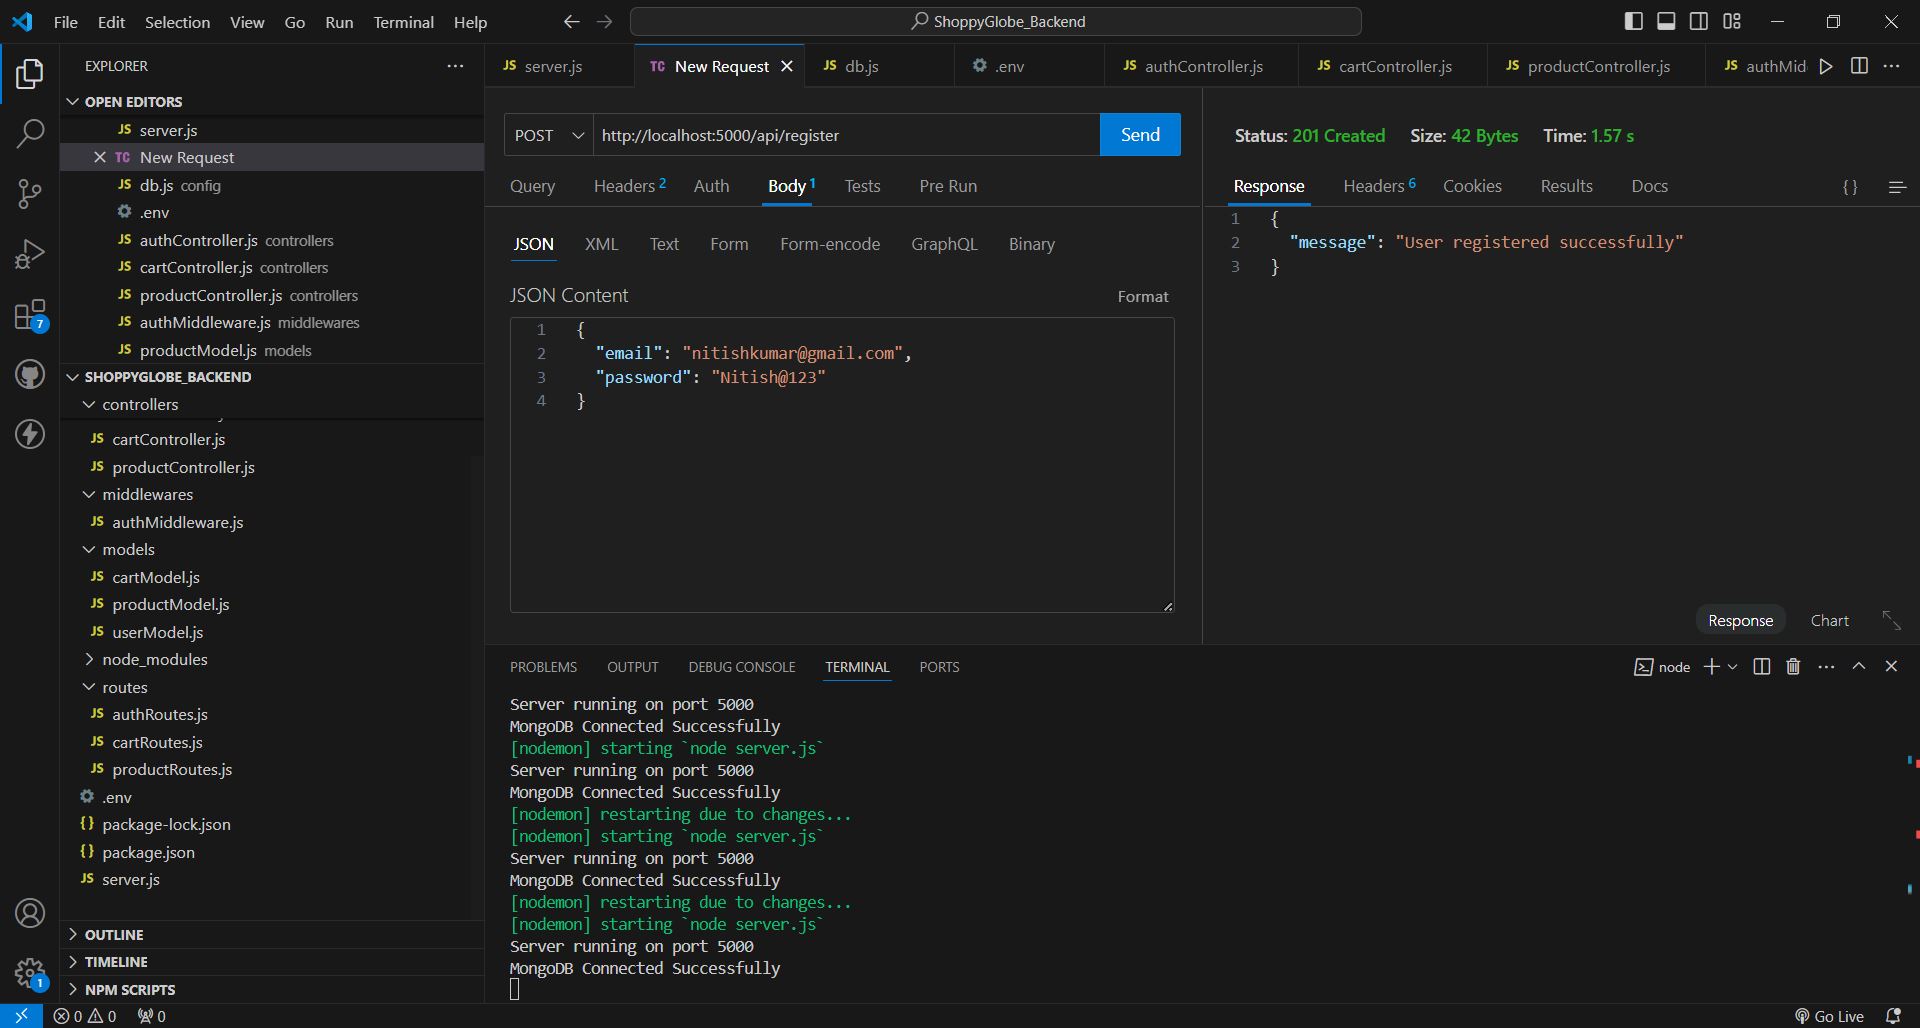 File Edit Selection View Go Run Terminal Help
ShoppyGlobe_Backend
EXPLORER
OPEN EDITORS
JS server.js
TC New Request
JS db.js config
.env
JS authController.js controllers
JS cartController.js controllers
JS productController.js controllers
JS authMiddleware.js middlewares
JS productModel.js models
SHOPPYGLOBE_BACKEND
controllers
JS cartController.js
JS productController.js
middlewares
JS authMiddleware.js
models
JS cartModel.js
JS productModel.js
JS userModel.js
node_modules
routes
JS authRoutes.js
JS cartRoutes.js
JS productRoutes.js
.env
{} package-lock.json
{} package.json
JS server.js
OUTLINE
TIMELINE
NPM SCRIPTS
7
1
JS server.js TC New Request JS db.js .env JS authController.js JS cartController.js JS productController.js JS authMid
POST http://localhost:5000/api/register Send
Query Headers 2 Auth Body 1 Tests Pre Run
JSON XML Text Form Form-encode GraphQL Binary
JSON Content Format
1 {
2 "email": "nitishkumar@gmail.com",
3 "password": "Nitish@123"
4 }
Status: 201 Created Size: 42 Bytes Time: 1.57 s
Response Headers 6 Cookies Results Docs {}
1 {
2 "message": "User registered successfully"
3 }
Response Chart
PROBLEMS OUTPUT DEBUG CONSOLE TERMINAL PORTS
node
Server running on port 5000
MongoDB Connected Successfully
[nodemon] starting `node server.js`
Server running on port 5000
MongoDB Connected Successfully
[nodemon] restarting due to changes...
[nodemon] starting `node server.js`
Server running on port 5000
MongoDB Connected Successfully
[nodemon] restarting due to changes...
[nodemon] starting `node server.js`
Server running on port 5000
MongoDB Connected Successfully
0 0 0 Go Live